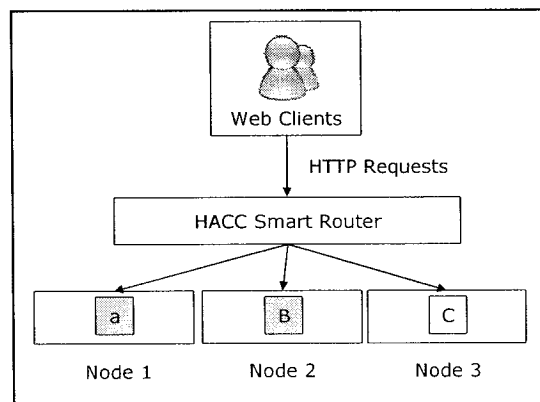 Web Clients
HTTP Requests
HACC Smart Router
a
B
C
Node 1
Node 2
Node 3